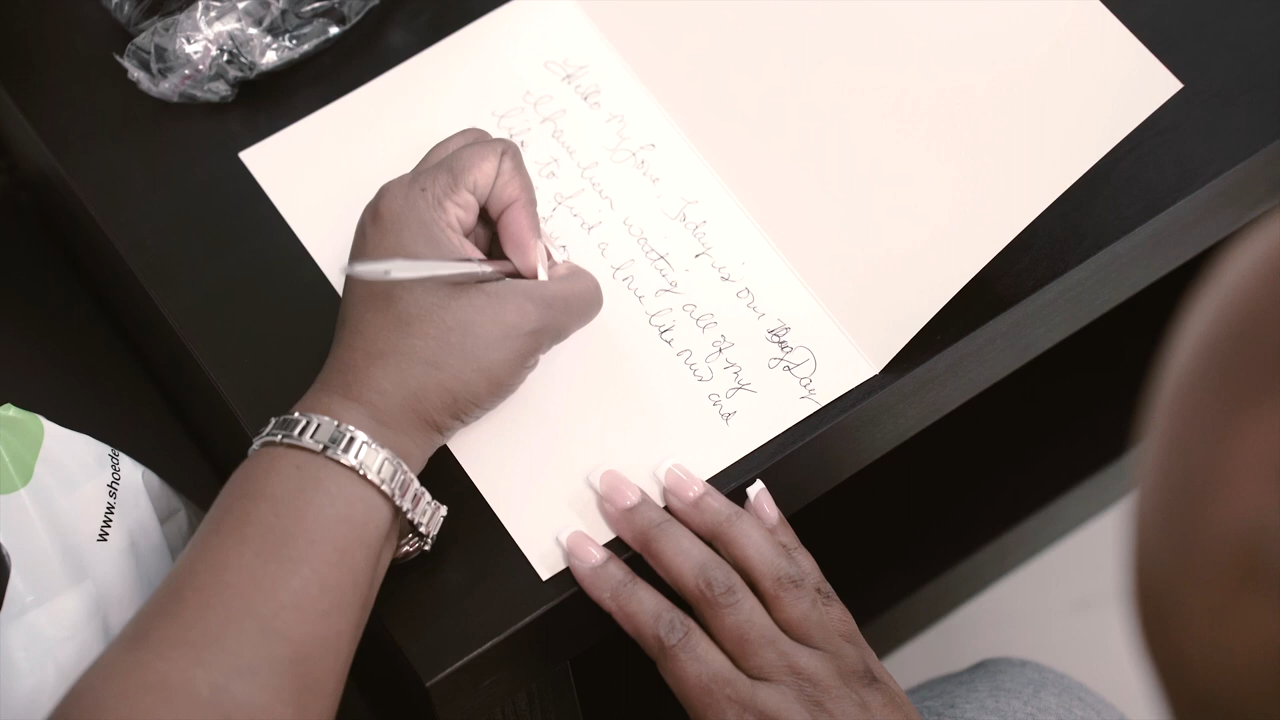 Hello My Love, Today is our Big Day
I have been waiting all of my
life to find a love like ours and
www.shoede